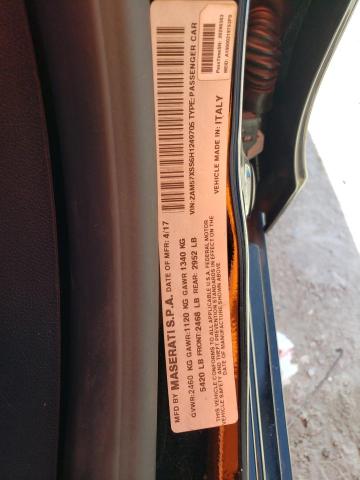 MFD BY MASERATI S.P.A. DATE OF MFR: 4/17
GVWR:2460 KG GAWR:1120 KG GAWR 1340 KG
5420 LB FRONT:2468 LB REAR: 2952 LB
THIS VEHICLE CONFORMS TO ALL APPLICABLE U.S.A FEDERAL MOTOR
VEHICLE SAFETY BUMPER AND THEFT PREVENTION STANDARDS IN
EFFECT ON THE DATE OF MANUFACTURE SHOWN ABOVE
VIN:ZAM57XSS6H1249705 TYPE: PASSENGER CAR
VEHICLE MADE IN: ITALY